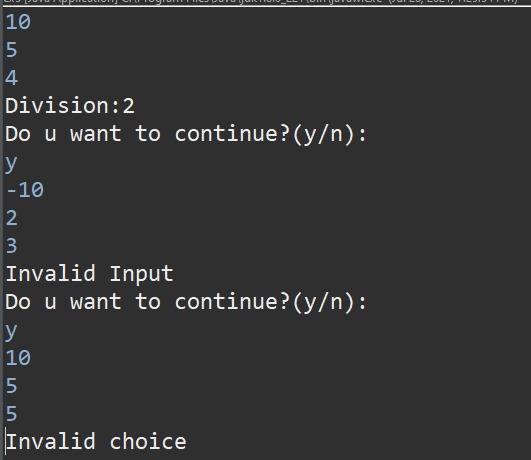 10
5
4
Division:2
Do u want to continue?(y/n):
y
-10
2
3
Invalid Input
Do u want to continue?(y/n):
y
10
5
5
Invalid choice